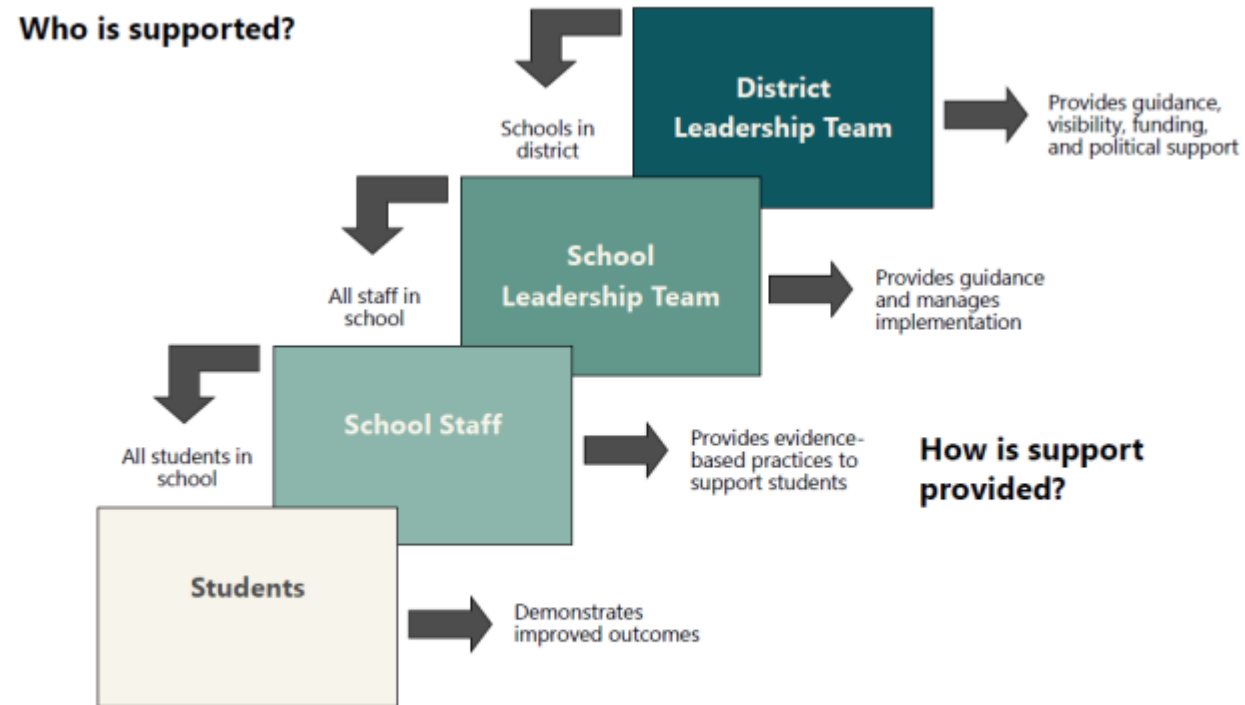 Who is supported?
District
Leadership Team
Schools in
district
Provides guidance,
visibility, funding,
and political support
School
Leadership Team
All staff in
school
Provides guidance
and manages
implementation
School Staff
All students in
school
Provides evidence-
based practices to
support students
How is support
provided?
Students
Demonstrates
improved outcomes